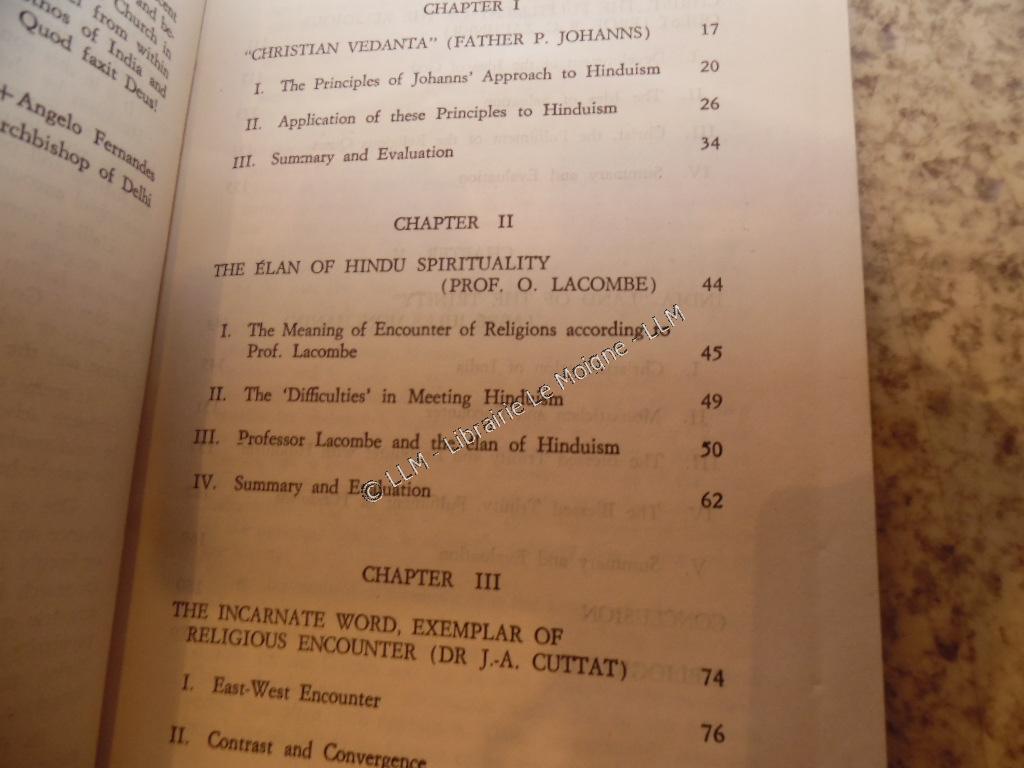 cent
and be-
Church in
from within
of India and
Quod faxit Deus!
+ Angelo Fernandes
Archbishop of Delhi
CHAPTER I
"CHRISTIAN VEDANTA" (FATHER P. JOHANNS) 17
I. The Principles of Johanns' Approach to Hinduism 20
II. Application of these Principles to Hinduism 26
III. Summary and Evaluation 34
CHAPTER II
THE ÉLAN OF HINDU SPIRITUALITY
(PROF. O. LACOMBE) 44
I. The Meaning of Encounter of Religions according to
Prof. Lacombe 45
II. The 'Difficulties' in Meeting Hinduism 49
III. Professor Lacombe and the élan of Hinduism 50
IV. Summary and Evaluation 62
CHAPTER III
THE INCARNATE WORD, EXEMPLAR OF
RELIGIOUS ENCOUNTER (DR J.-A. CUTTAT) 74
I. East-West Encounter 76
II. Contrast and Convergence
© LLM - Librairie Le Moigne - LLM